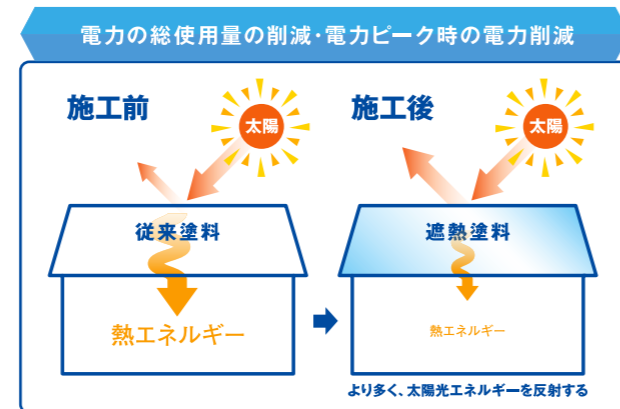 電力の総使用量の削減・電力ピーク時の電力削減
施工前
太陽
従来塗料
熱エネルギー
施工後
太陽
遮熱塗料
熱エネルギー
より多く、太陽光エネルギーを反射する